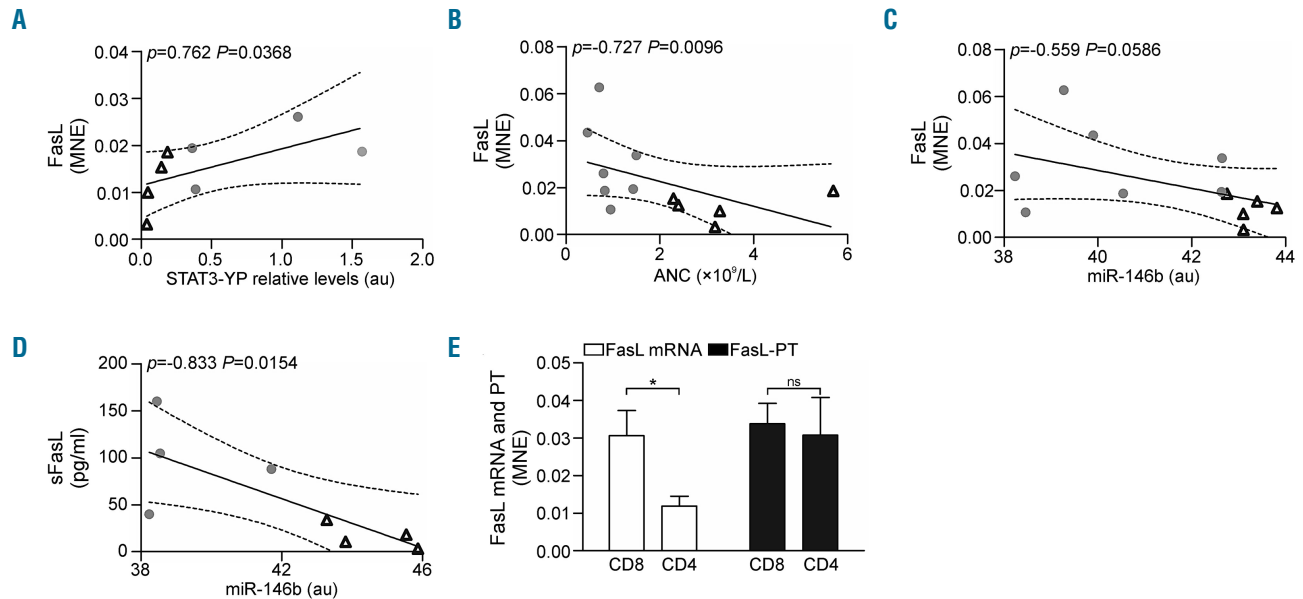 A
p=0.762 P=0.0368
0.04
0.03
0.02
0.01
0.00
FasL
(MNE)
0.0
0.5
1.0
1.5
2.0
STAT3-YP relative levels (au)
B
p=-0.727 P=0.0096
0.08
0.06
0.04
0.02
0.00
FasL
(MNE)
0
2
4
6
ANC (×10⁹/L)
C
p=-0.559 P=0.0586
0.08
0.06
0.04
0.02
0.00
FasL
(MNE)
38
40
42
44
miR-146b (au)
D
p=-0.833 P=0.0154
200
150
100
50
0
sFasL
(pg/ml)
38
42
46
miR-146b (au)
E
FasL mRNA FasL-PT
0.05
0.04
0.03
0.02
0.01
0.00
FasL mRNA and PT
(MNE)
*
ns
CD8
CD4
CD8
CD4